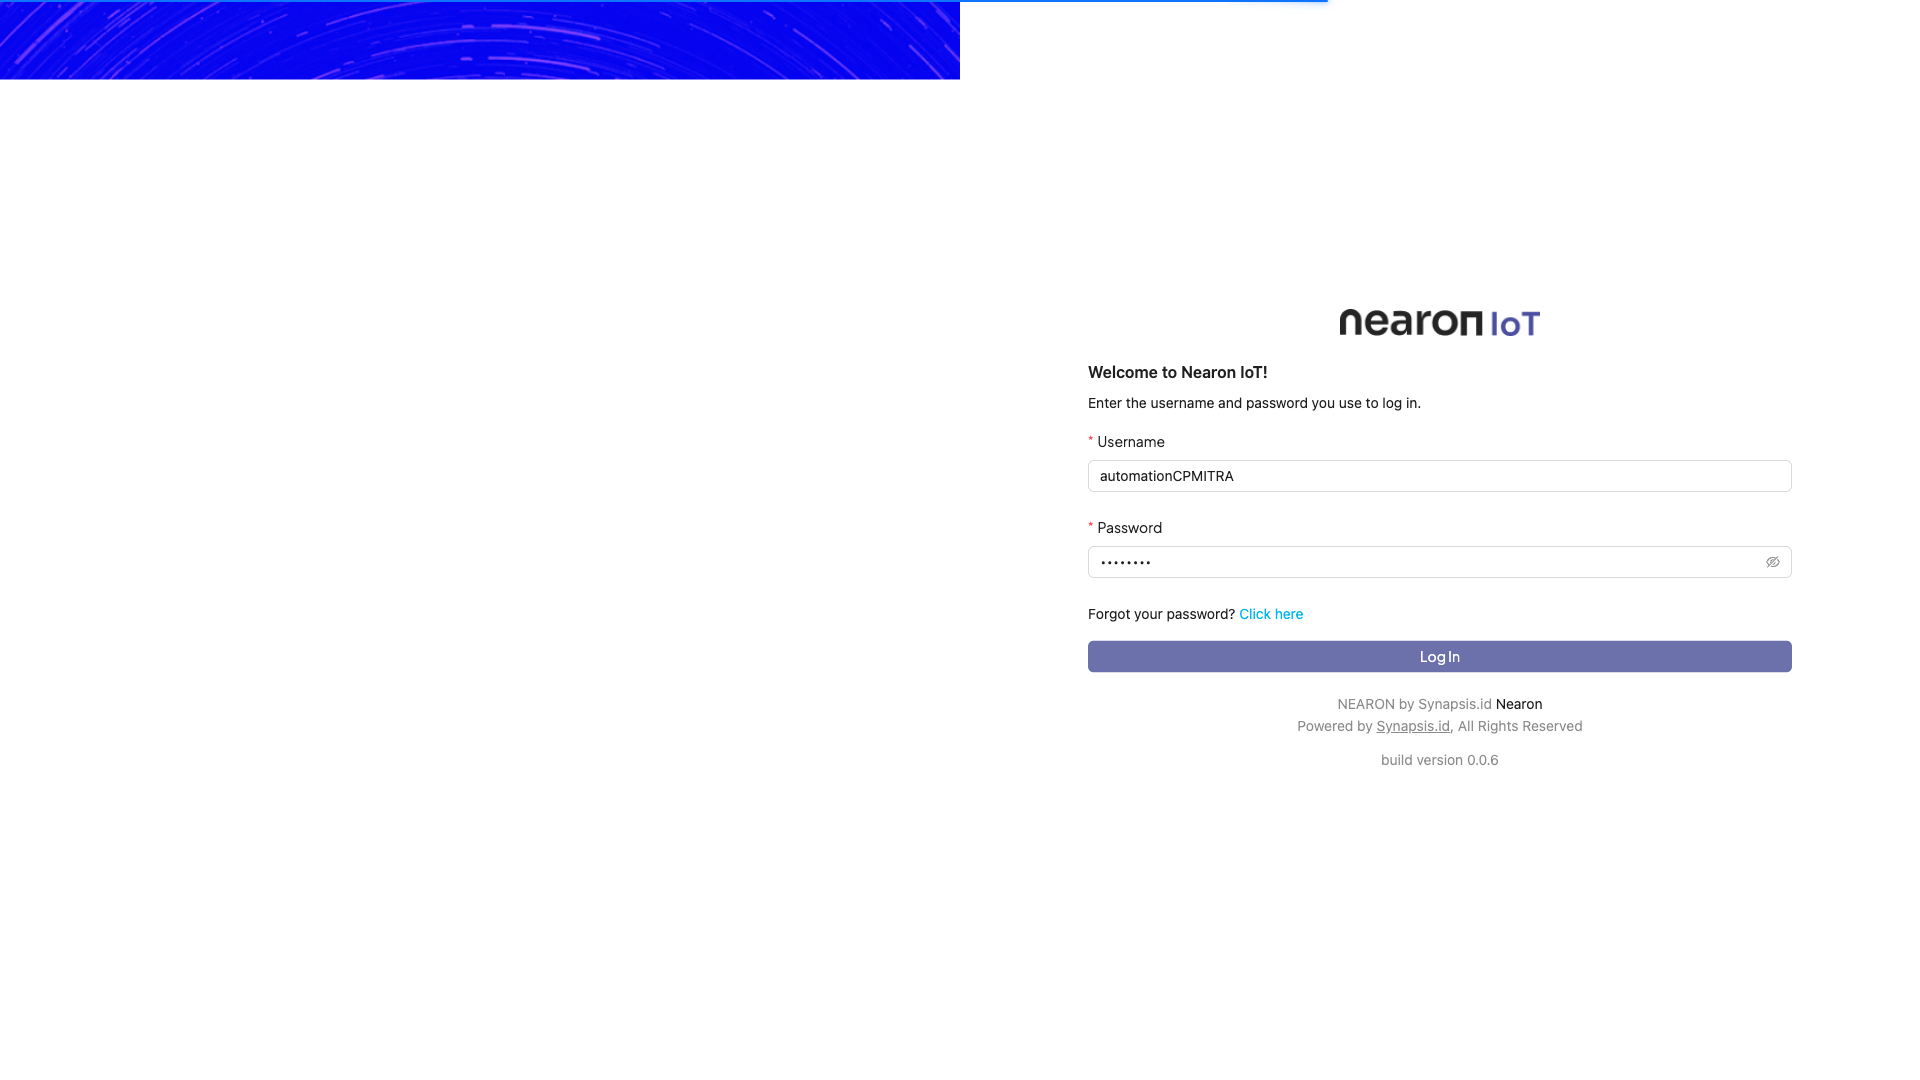 nearon IoT
Welcome to Nearon IoT!
Enter the username and password you use to log in.
* Username
automationCPMITRA
* Password
••••••••
Forgot your password? Click here
Log In
NEARON by Synapsis.id Nearon
Powered by Synapsis.id, All Rights Reserved
build version 0.0.6